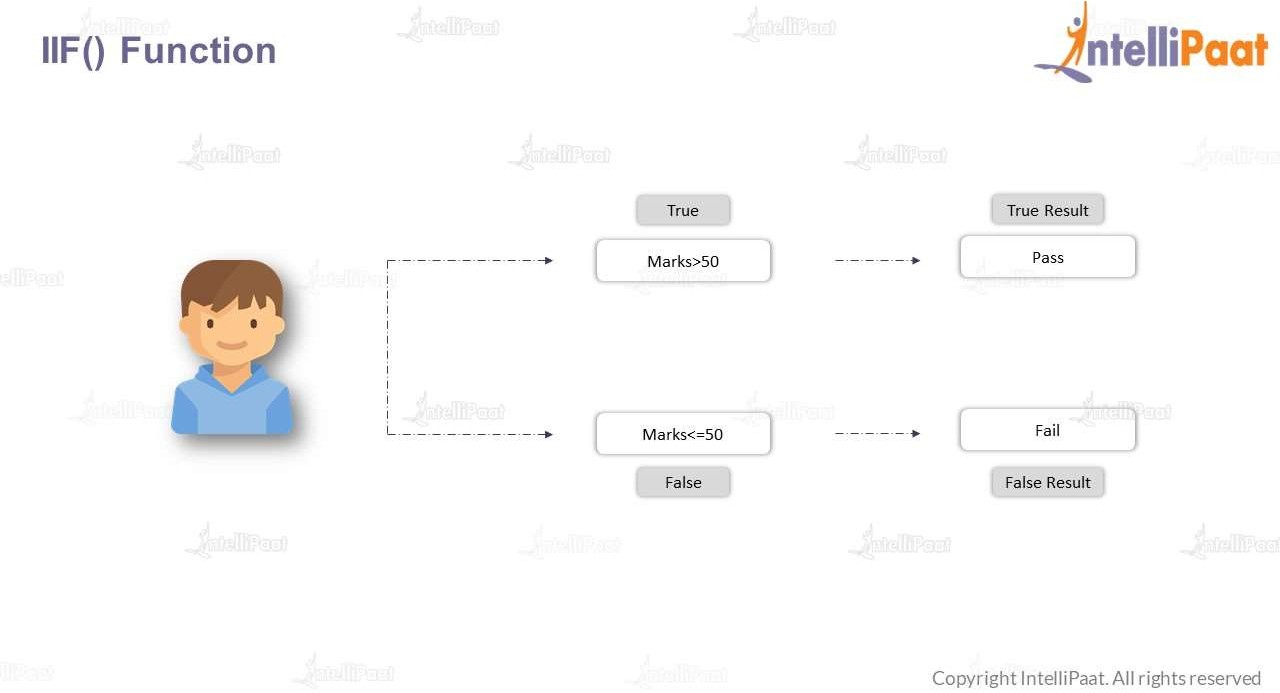 IIF() Function
IntelliPaat
True
True Result
Marks>50
Pass
Marks<=50
Fail
False
False Result
Copyright IntelliPaat. All rights reserved